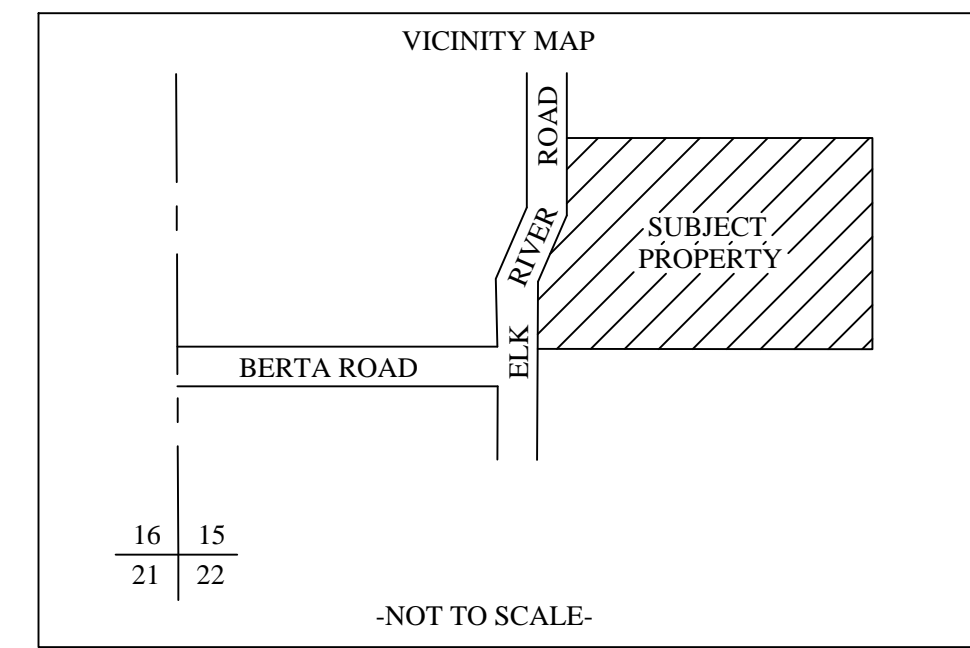 VICINITY MAP
ELK RIVER ROAD
SUBJECT
PROPERTY
BERTA ROAD
16 15
21 22
-NOT TO SCALE-